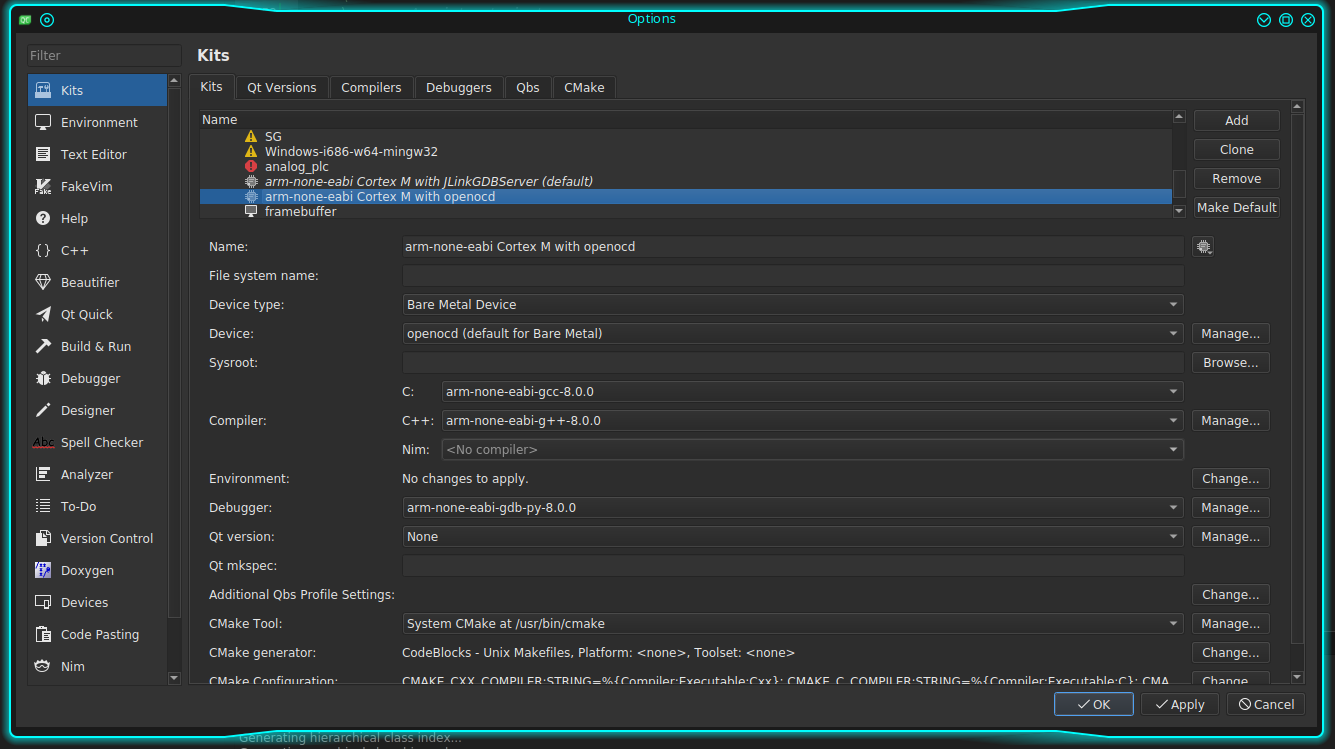 Options
Filter
Kits
Environment
Text Editor
FakeVim
Help
C++
Beautifier
Qt Quick
Build & Run
Debugger
Designer
Abc Spell Checker
Analyzer
To-Do
Version Control
Doxygen
Devices
Code Pasting
Nim
Kits
Kits Qt Versions Compilers Debuggers Qbs CMake
Name
SG
Windows-i686-w64-mingw32
analog_plc
arm-none-eabi Cortex M with JLinkGDBServer (default)
arm-none-eabi Cortex M with openocd
framebuffer
Add
Clone
Remove
Make Default
Name: arm-none-eabi Cortex M with openocd
File system name:
Device type: Bare Metal Device
Device: openocd (default for Bare Metal) Manage...
Sysroot: Browse...
C: arm-none-eabi-gcc-8.0.0
Compiler: C++: arm-none-eabi-g++-8.0.0 Manage...
Nim: <No compiler>
Environment: No changes to apply. Change...
Debugger: arm-none-eabi-gdb-py-8.0.0 Manage...
Qt version: None Manage...
Qt mkspec:
Additional Qbs Profile Settings: Change...
CMake Tool: System CMake at /usr/bin/cmake Manage...
CMake generator: CodeBlocks - Unix Makefiles, Platform: <none>, Toolset: <none> Change...
CMake Configuration: CMAKE_CXX_COMPILER:STRING=%{Compiler:Executable:Cxx}; CMAKE_C_COMPILER:STRING=%{Compiler:Executable:C}; CMA Change...
OK Apply Cancel
Generating hierarchical class index...